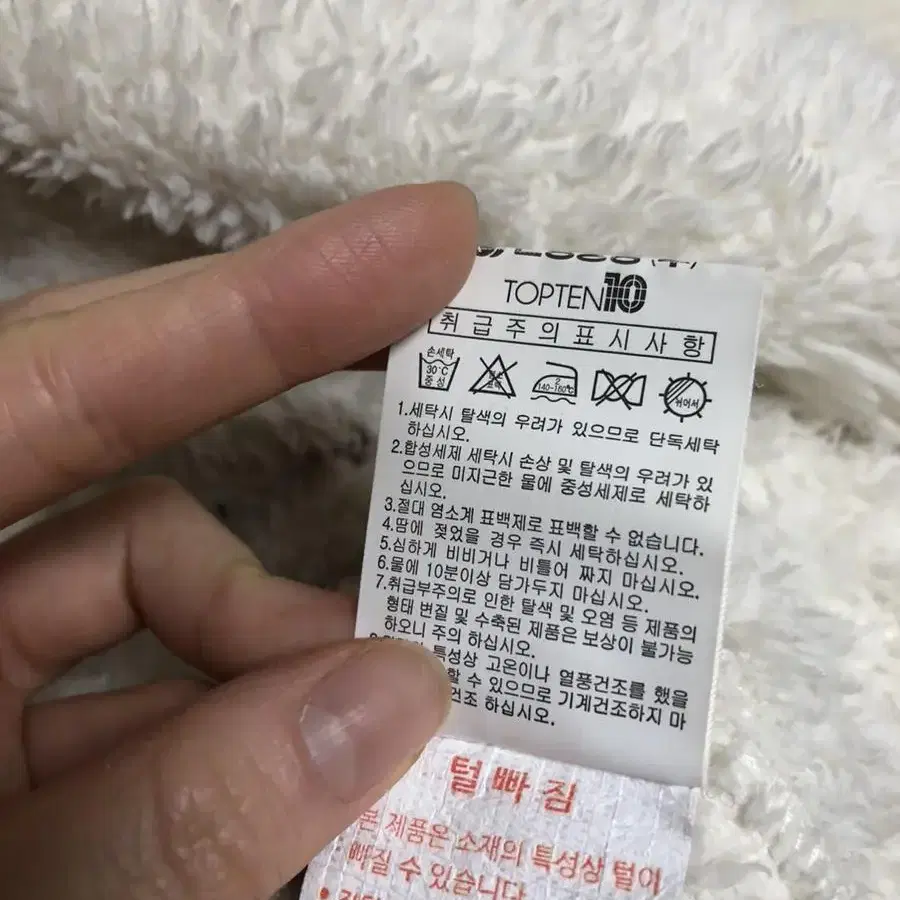 TOPTEN10
취급주의표시사항
손세탁
30°C
중성
염소
표백
2
140-160°C
뉘어서
1.세탁시 탈색의 우려가 있으므로 단독세탁
하십시오.
2.합성세제 세탁시 손상 및 탈색의 우려가 있
으므로 미지근한 물에 중성세제로 세탁하
십시오.
3.절대 염소계 표백제로 표백할 수 없습니다.
4.땀에 젖었을 경우 즉시 세탁하십시오.
5.심하게 비비거나 비틀어 짜지 마십시오.
6.물에 10분이상 담가두지 마십시오.
7.취급부주의로 인한 탈색 및 오염 등 제품의
형태 변질 및 수축된 제품은 보상이 불가능
하오니 주의 하십시오.
특성상 고온이나 열풍건조를 했을
할 수 있으므로 기계건조하지 마
건조 하십시오.
털 빠 짐
본 제품은 소재의 특성상 털이
빠질 수 있습니다